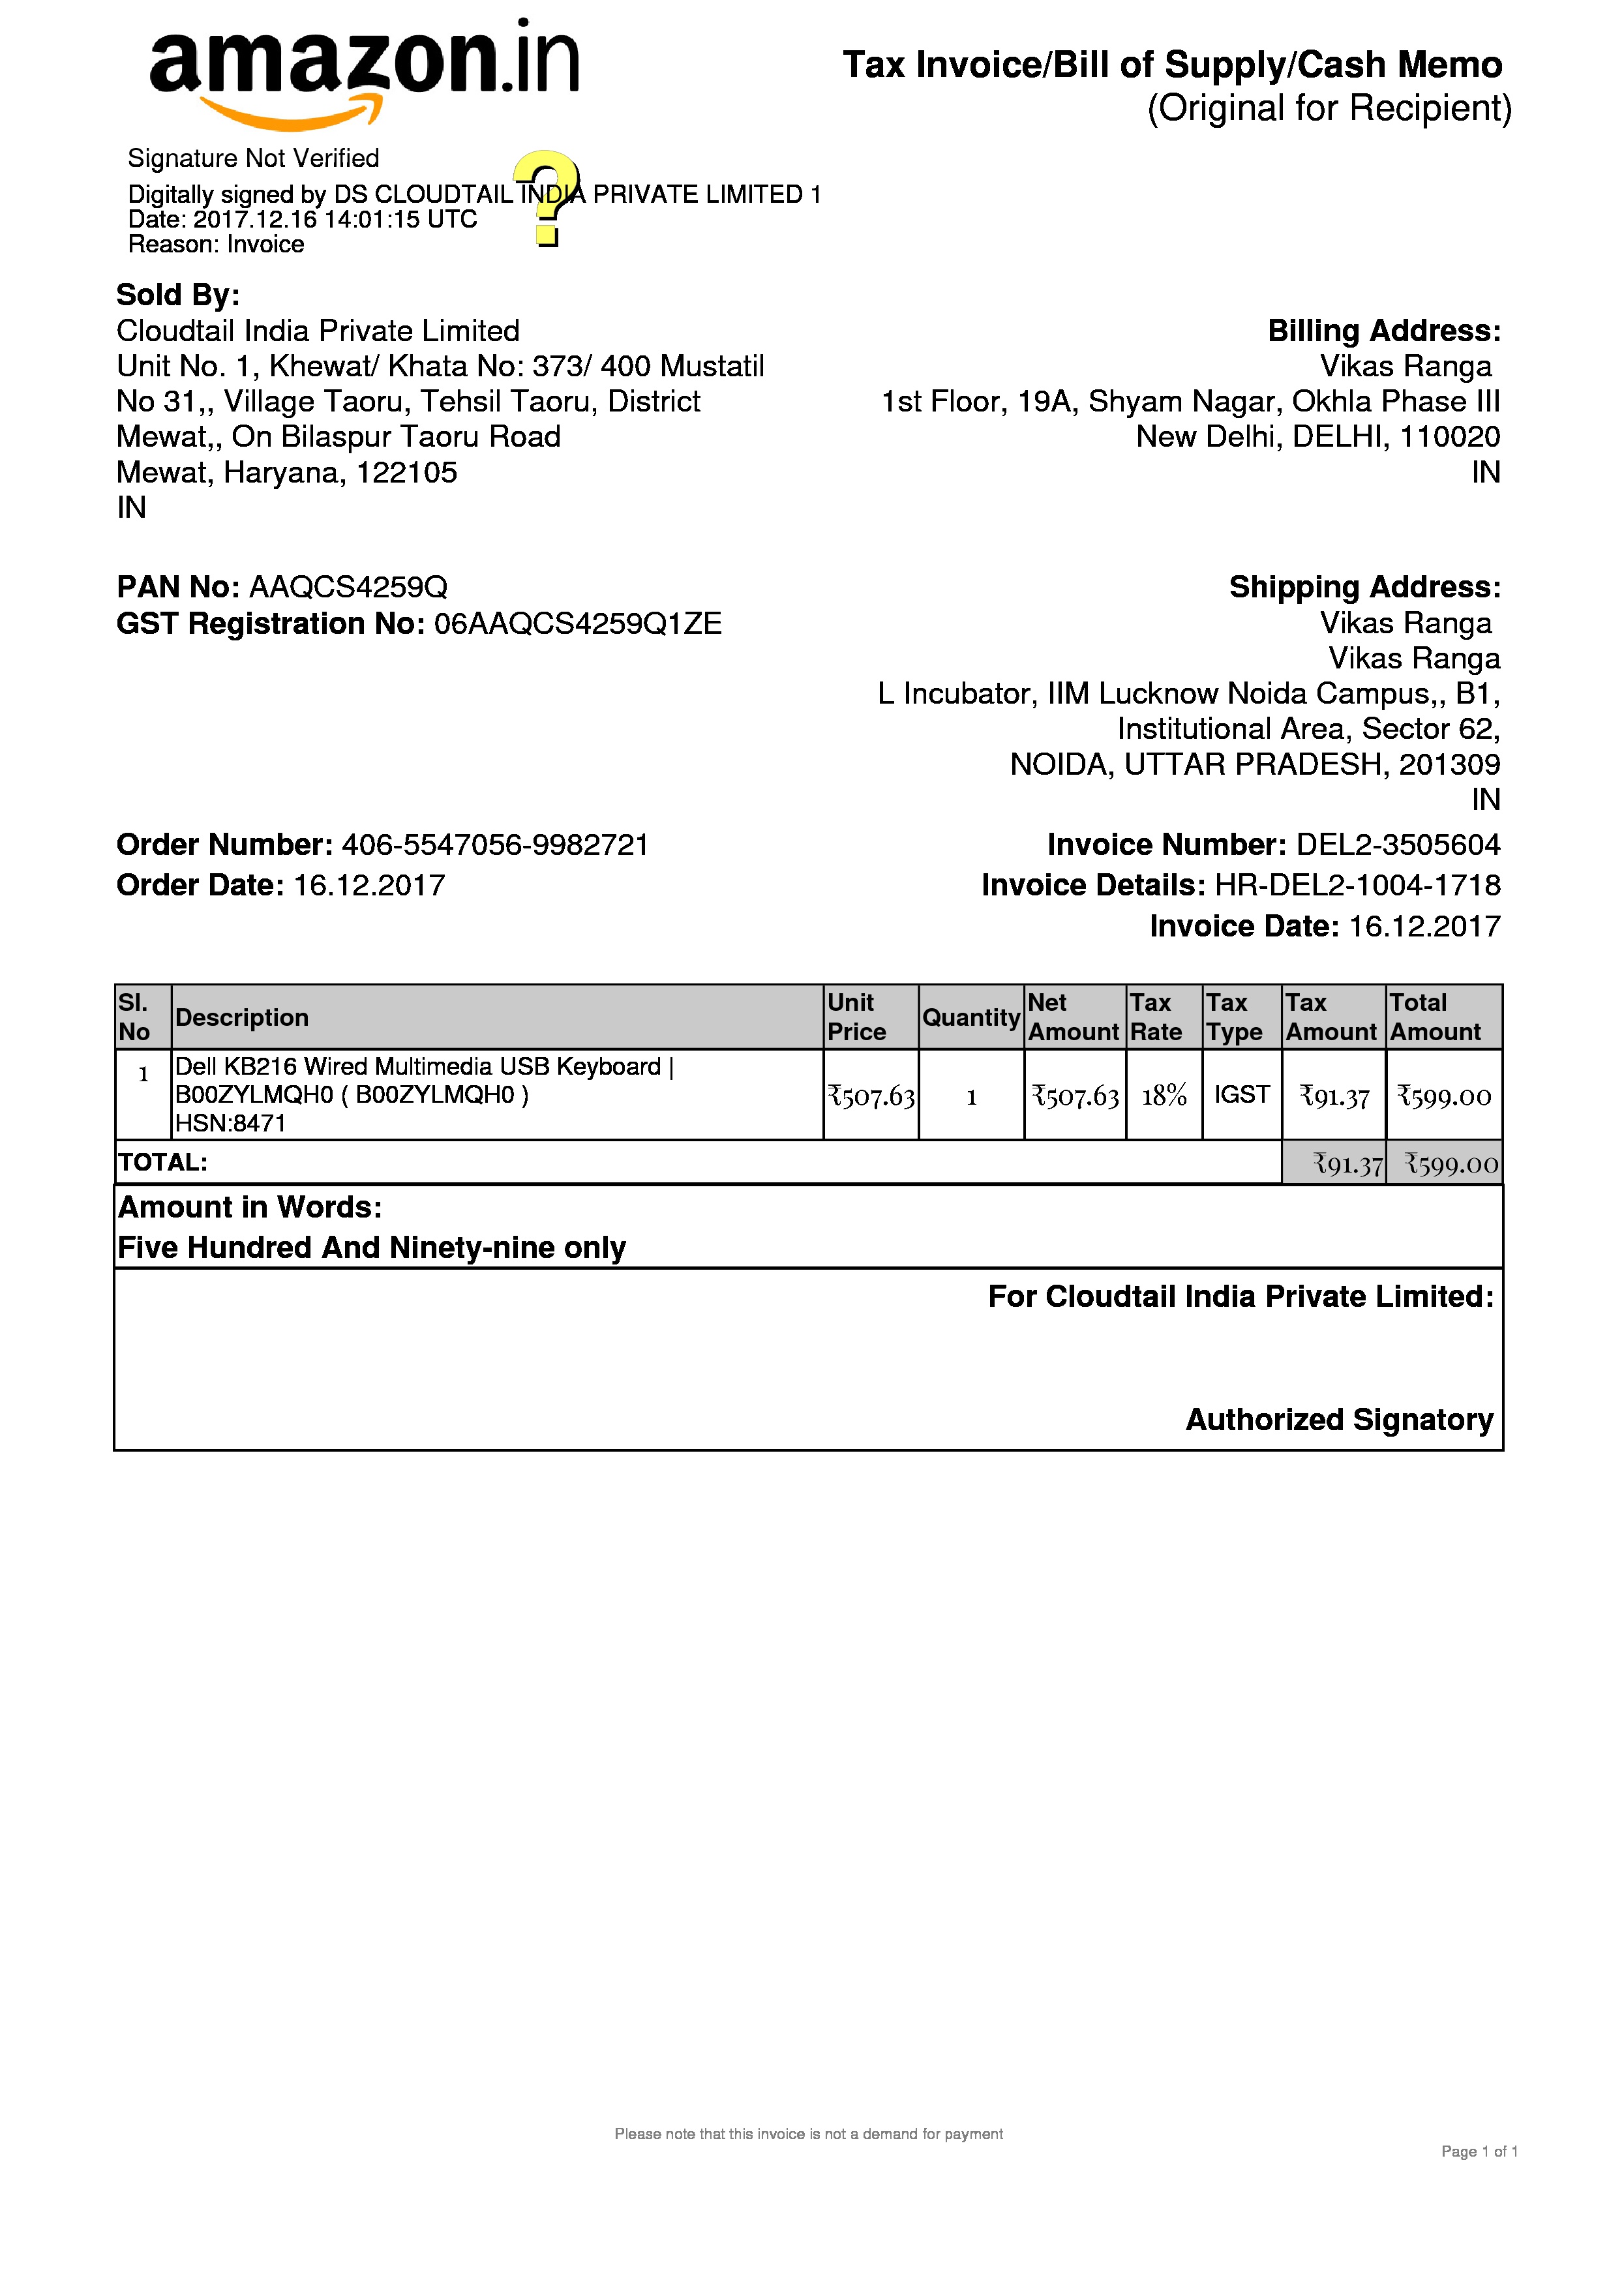 amazon.in
Tax Invoice/Bill of Supply/Cash Memo
(Original for Recipient)
Signature Not Verified
Digitally signed by DS CLOUDTAIL INDIA PRIVATE LIMITED 1
Date: 2017.12.16 14:01:15 UTC
Reason: Invoice
?
Sold By:
Cloudtail India Private Limited
Unit No. 1, Khewat/ Khata No: 373/ 400 Mustatil
No 31,, Village Taoru, Tehsil Taoru, District
Mewat,, On Bilaspur Taoru Road
Mewat, Haryana, 122105
IN
Billing Address:
Vikas Ranga
1st Floor, 19A, Shyam Nagar, Okhla Phase III
New Delhi, DELHI, 110020
IN
PAN No: AAQCS4259Q
GST Registration No: 06AAQCS4259Q1ZE
Shipping Address:
Vikas Ranga
Vikas Ranga
L Incubator, IIM Lucknow Noida Campus,, B1,
Institutional Area, Sector 62,
NOIDA, UTTAR PRADESH, 201309
IN
Order Number: 406-5547056-9982721
Order Date: 16.12.2017
Invoice Number: DEL2-3505604
Invoice Details: HR-DEL2-1004-1718
Invoice Date: 16.12.2017
Sl. No Description Unit Price Quantity Net Amount Tax Rate Tax Type Tax Amount Total Amount
1 Dell KB216 Wired Multimedia USB Keyboard |
B00ZYLMQH0 ( B00ZYLMQH0 )
HSN:8471
₹507.63 1 ₹507.63 18% IGST ₹91.37 ₹599.00
TOTAL: ₹91.37 ₹599.00
Amount in Words:
Five Hundred And Ninety-nine only
For Cloudtail India Private Limited:
Authorized Signatory
Please note that this invoice is not a demand for payment
Page 1 of 1